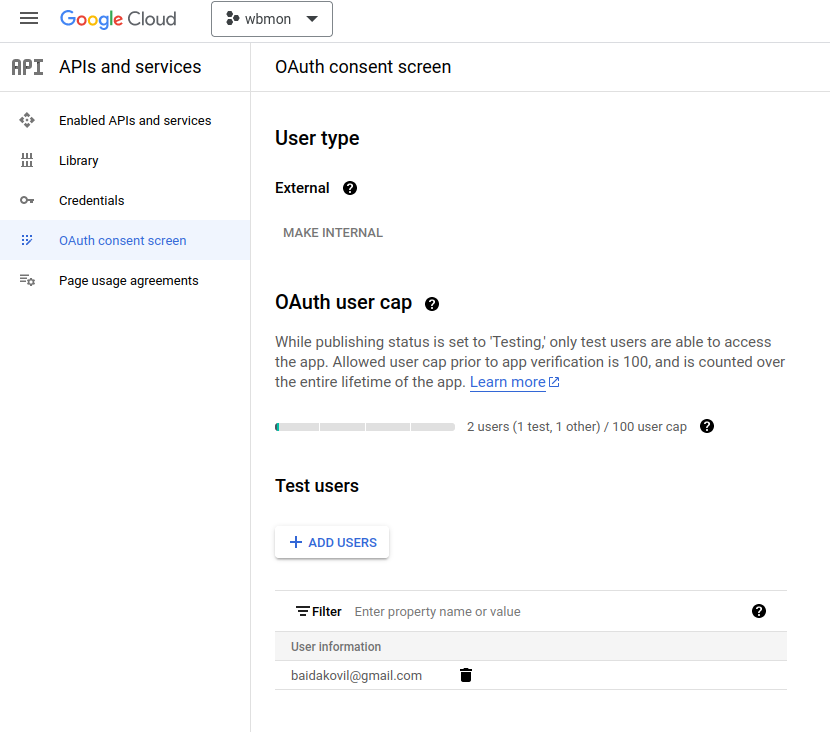 Google Cloud
wbmon
API
APIs and services
OAuth consent screen
Enabled APIs and services
Library
Credentials
OAuth consent screen
Page usage agreements
User type
External
MAKE INTERNAL
OAuth user cap
While publishing status is set to 'Testing,' only test users are able to access
the app. Allowed user cap prior to app verification is 100, and is counted over
the entire lifetime of the app. Learn more
2 users (1 test, 1 other) / 100 user cap
Test users
+ ADD USERS
Filter Enter property name or value
User information
baidakovil@gmail.com